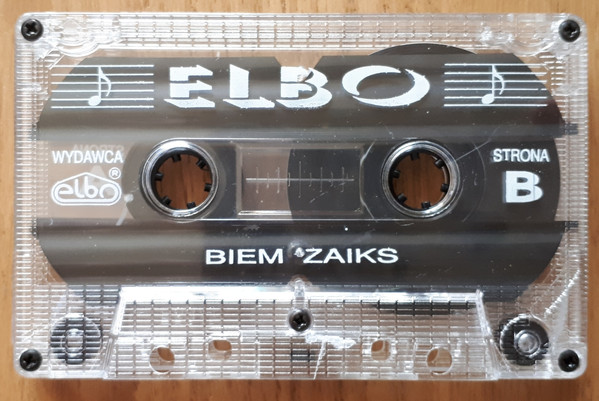 ELBO
WYDAWCA
elbo®
STRONA
B
BIEM ZAIKS